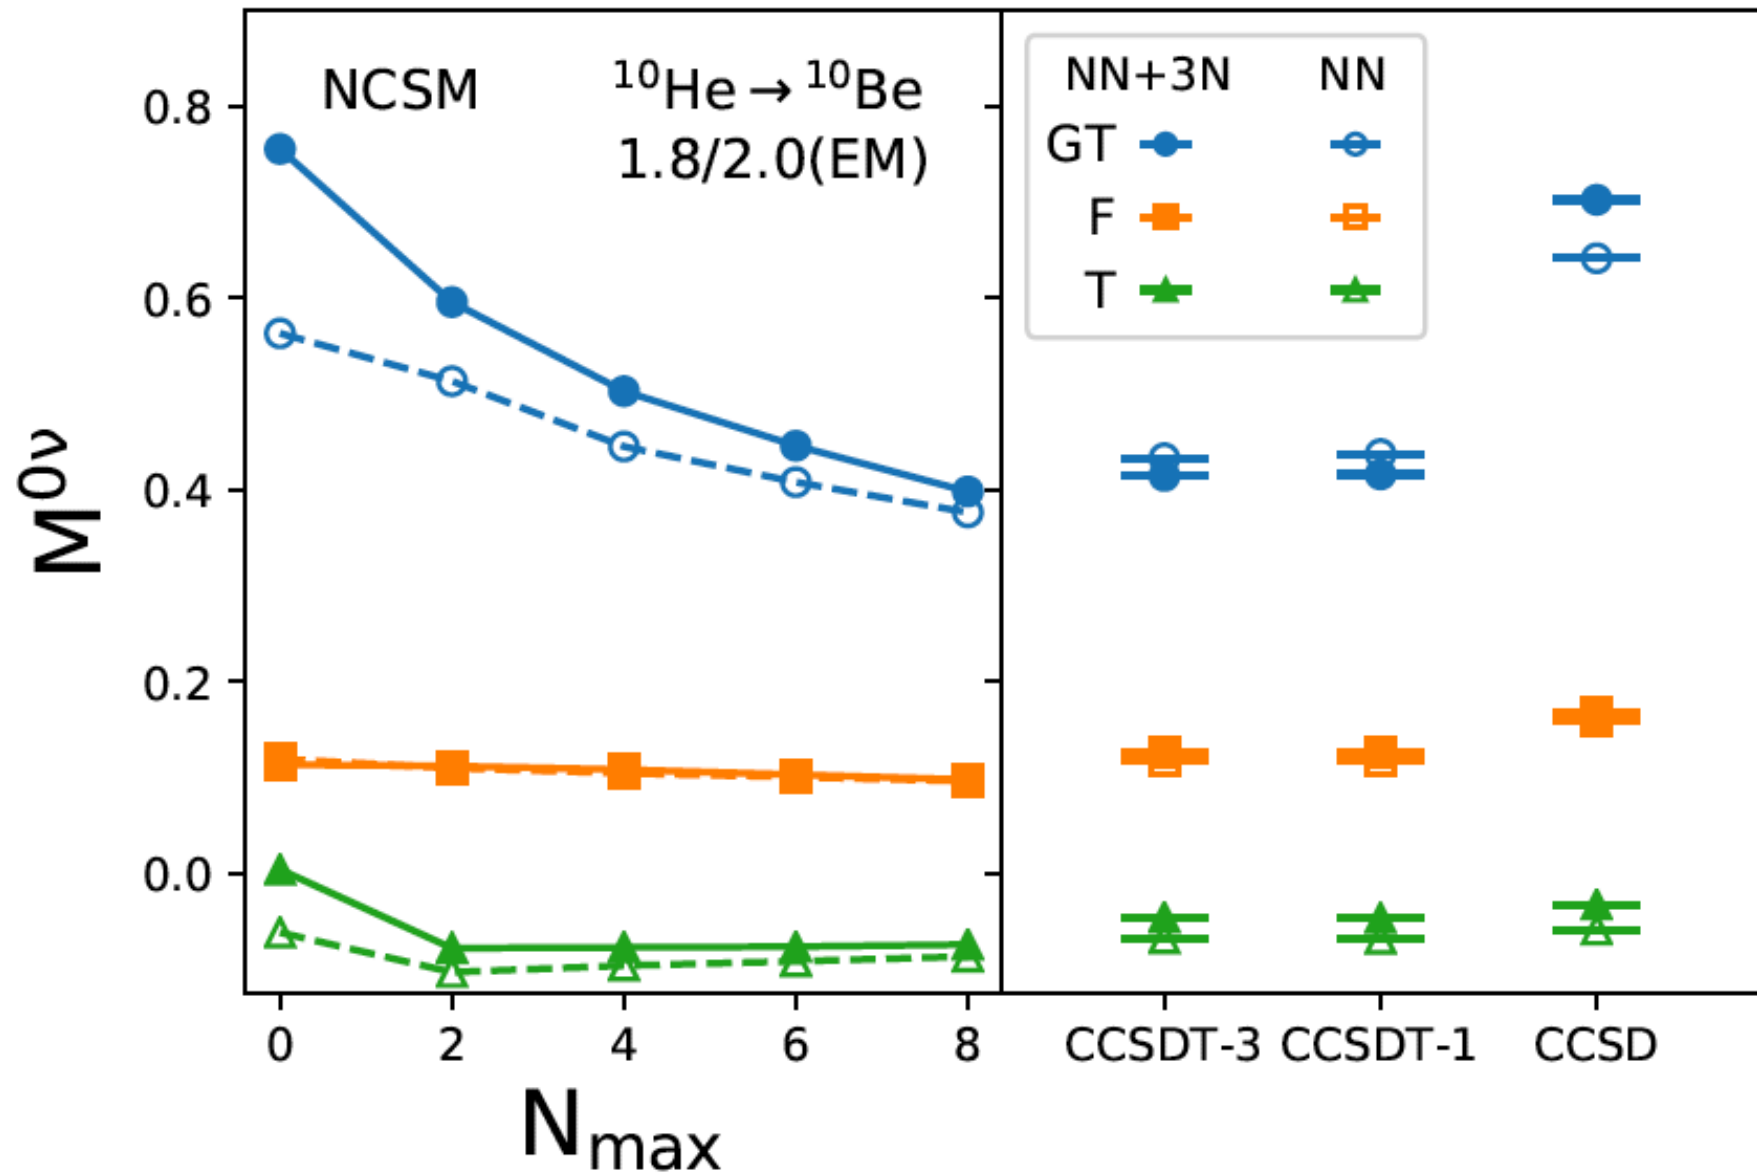 NCSM
¹⁰He → ¹⁰Be
1.8/2.0(EM)
NN+3N NN
GT
F
T
M⁰ᵛ
0.8
0.6
0.4
0.2
0.0
0 2 4 6 8
N_max
CCSDT-3 CCSDT-1 CCSD